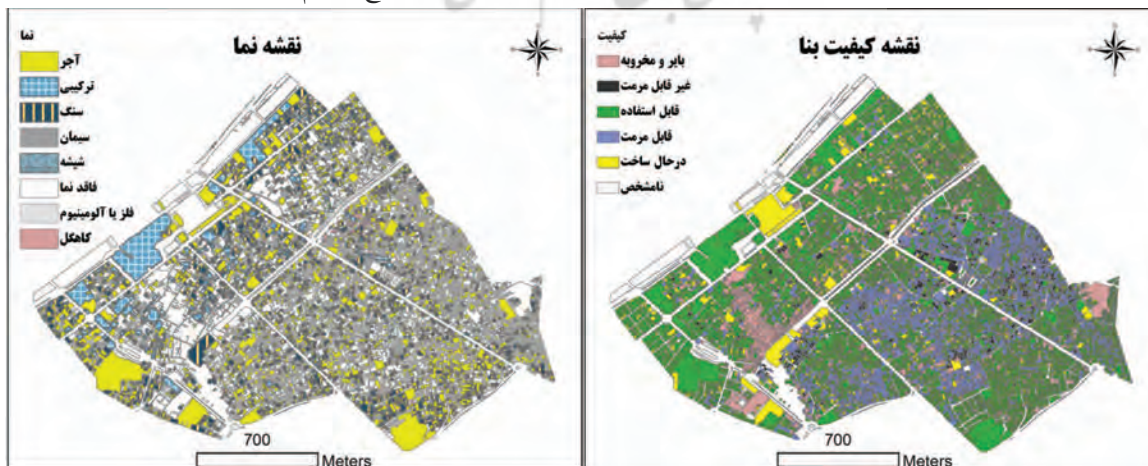 نقشه نما
نما
آجر
ترکیبی
سنگ
سیمان
شیشه
فاقد نما
فلز یا آلومینیوم
کاهگل
700
Meters
نقشه کیفیت بنا
کیفیت
بایر و مخروبه
غیر قابل مرمت
قابل استفاده
قابل مرمت
درحال ساخت
نامشخص
700
Meters